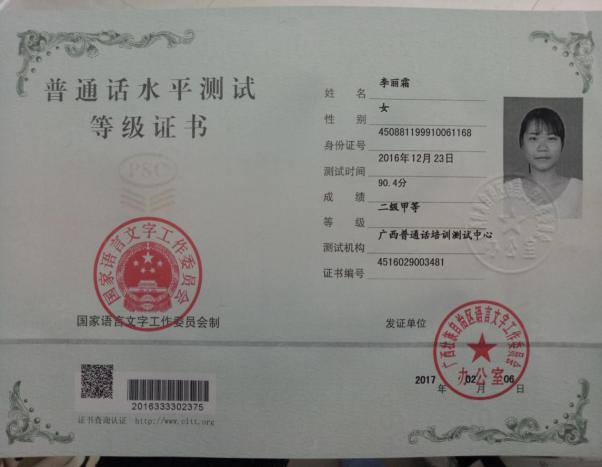 普通话水平测试
等级证书
PSC
国家语言文字工作委员会
国家语言文字工作委员会制
2016333302375
证书查询认证 http://www.cltt.org
姓 名 李丽霜
性 别 女
身份证号 450881199910061168
测试时间 2016年12月23日
成 绩 90.4分
等 级 二级甲等
测试机构 广西普通话培训测试中心
证书编号 4516029003481
办公室
发证单位
广西壮族自治区语言文字工作委员会
办公室
2017 年 02 月 06 日